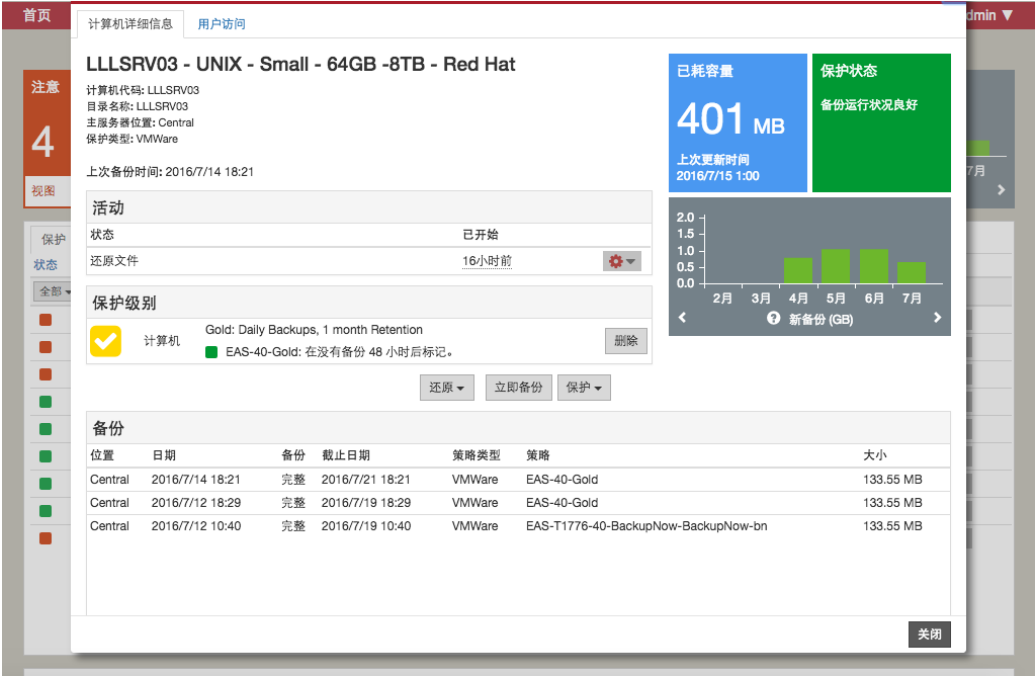 首页
dmin
计算机详细信息 用户访问
注意
4
视图
LLLSRV03 - UNIX - Small - 64GB -8TB - Red Hat
计算机代码: LLLSRV03
目录名称: LLLSRV03
主服务器位置: Central
保护类型: VMWare
上次备份时间: 2016/7/14 18:21
已耗容量
401 MB
上次更新时间
2016/7/15 1:00
保护状态
备份运行状况良好
7月
活动
状态 已开始
还原文件 16小时前
2.0
1.5
1.0
0.5
0.0
2月 3月 4月 5月 6月 7月
新备份 (GB)
保护
状态
全部
保护级别
计算机 Gold: Daily Backups, 1 month Retention
EAS-40-Gold: 在没有备份 48 小时后标记。
删除
还原 立即备份 保护
备份
位置 日期 备份 截止日期 策略类型 策略 大小
Central 2016/7/14 18:21 完整 2016/7/21 18:21 VMWare EAS-40-Gold 133.55 MB
Central 2016/7/12 18:29 完整 2016/7/19 18:29 VMWare EAS-40-Gold 133.55 MB
Central 2016/7/12 10:40 完整 2016/7/19 10:40 VMWare EAS-T1776-40-BackupNow-BackupNow-bn 133.55 MB
关闭